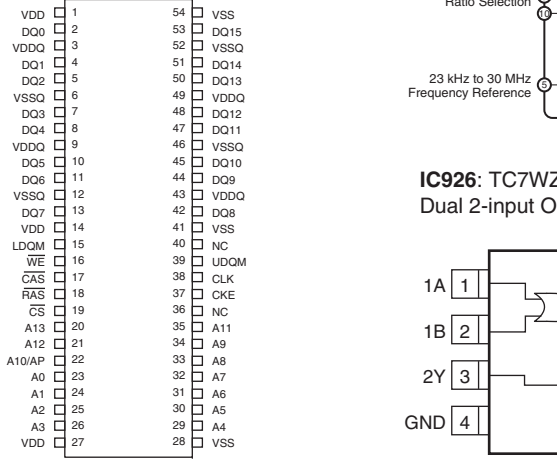 VDD 1 54 VSS
DQ0 2 53 DQ15
VDDQ 3 52 VSSQ
DQ1 4 51 DQ14
DQ2 5 50 DQ13
VSSQ 6 49 VDDQ
DQ3 7 48 DQ12
DQ4 8 47 DQ11
VDDQ 9 46 VSSQ
DQ5 10 45 DQ10
DQ6 11 44 DQ9
VSSQ 12 43 VDDQ
DQ7 13 42 DQ8
VDD 14 41 VSS
LDQM 15 40 NC
WE 16 39 UDQM
CAS 17 38 CLK
RAS 18 37 CKE
CS 19 36 NC
A13 20 35 A11
A12 21 34 A9
A10/AP 22 33 A8
A0 23 32 A7
A1 24 31 A6
A2 25 30 A5
A3 26 29 A4
VDD 27 28 VSS
Ratio Selection
10
23 kHz to 30 MHz
Frequency Reference 5
IC926: TC7WZ
Dual 2-input O
1A 1
1B 2
2Y 3
GND 4